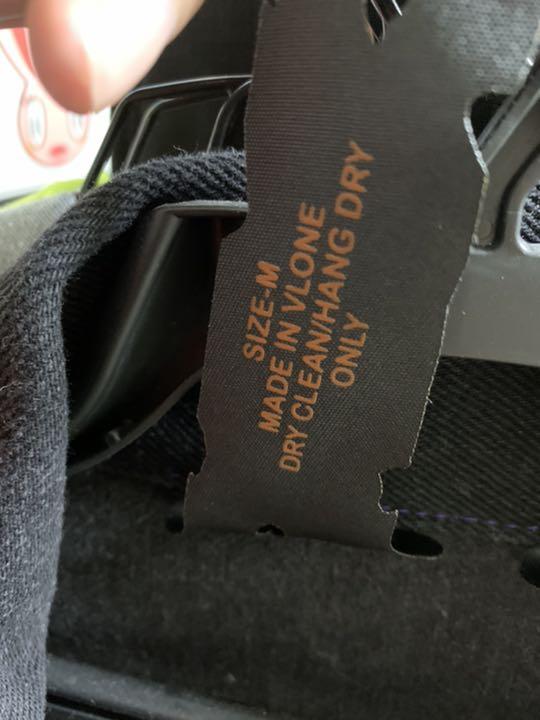 SIZE-M
MADE IN VLONE
DRY CLEAN/HANG DRY
ONLY